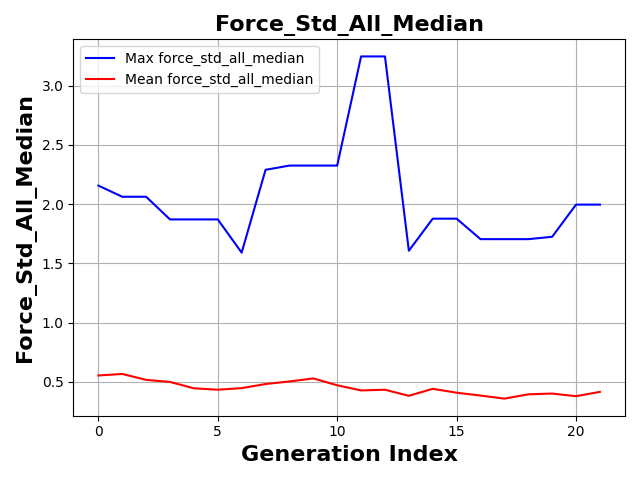 Force_Std_All_Median
Max force_std_all_median
Mean force_std_all_median
Force_Std_All_Median
3.0
2.5
2.0
1.5
1.0
0.5
0 5 10 15 20
Generation Index